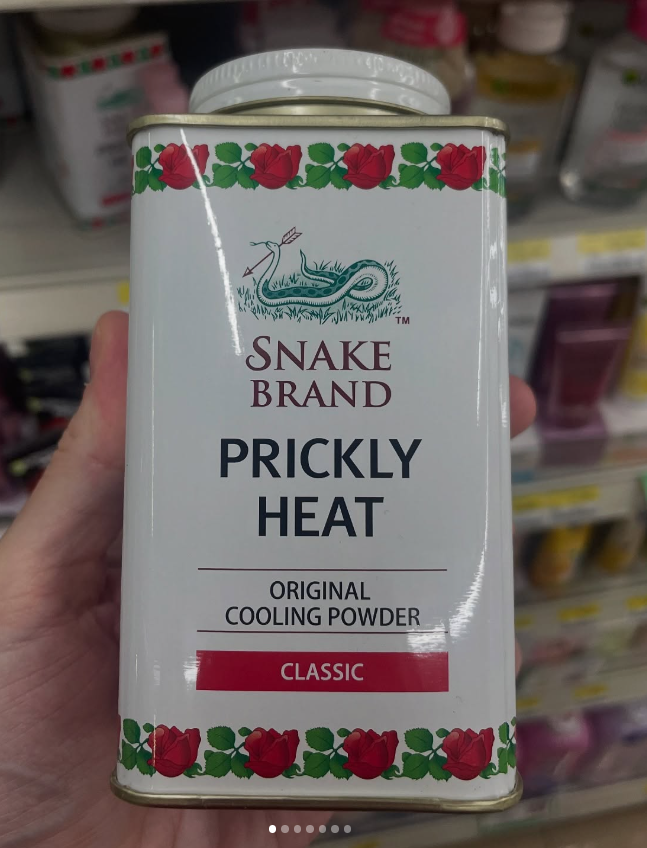 TM
SNAKE
BRAND
PRICKLY
HEAT
ORIGINAL
COOLING POWDER
CLASSIC